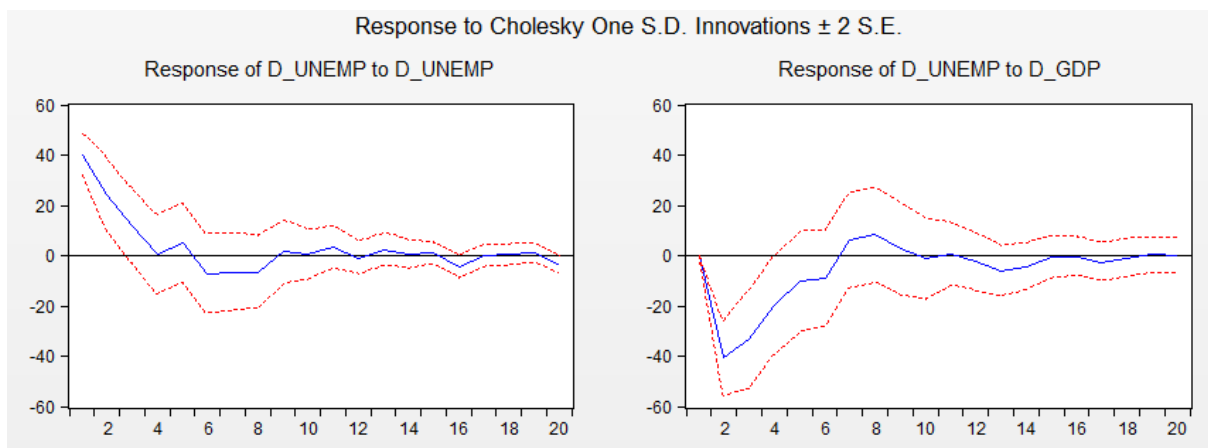 Response to Cholesky One S.D. Innovations ± 2 S.E.
Response of D_UNEMP to D_UNEMP
60
40
20
0
-20
-40
-60
2 4 6 8 10 12 14 16 18 20
Response of D_UNEMP to D_GDP
60
40
20
0
-20
-40
-60
2 4 6 8 10 12 14 16 18 20